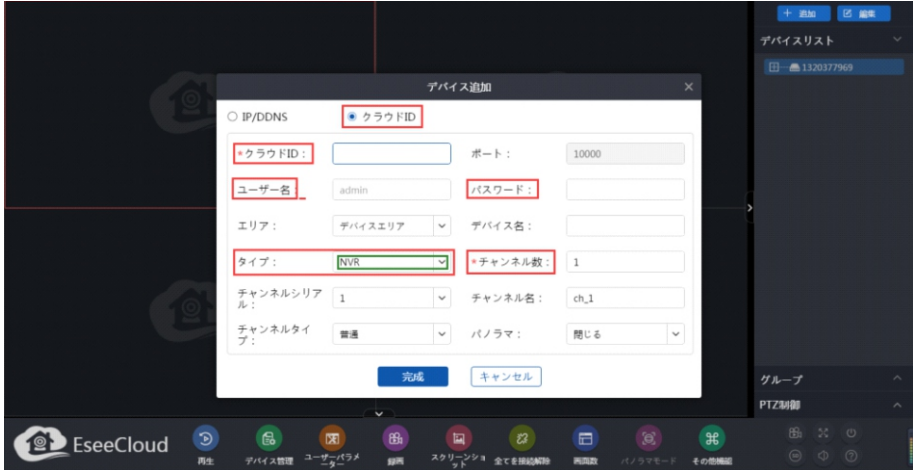 追加 編集
デバイスリスト
1320377969
デバイス追加
IP/DDNS クラウドID
*クラウドID： ポート： 10000
ユーザー名： admin パスワード：
エリア： デバイスエリア デバイス名：
タイプ： NVR *チャンネル数： 1
チャンネルシリアル： 1 チャンネル名： ch_1
チャンネルタイプ： 普通 パノラマ： 閉じる
完成 キャンセル
グループ
PTZ制御
EseeCloud
再生 デバイス管理 ユーザーパラメーター 録画 スクリーンショット 全てを接続/解除 画面数 パノラマモード その他機能